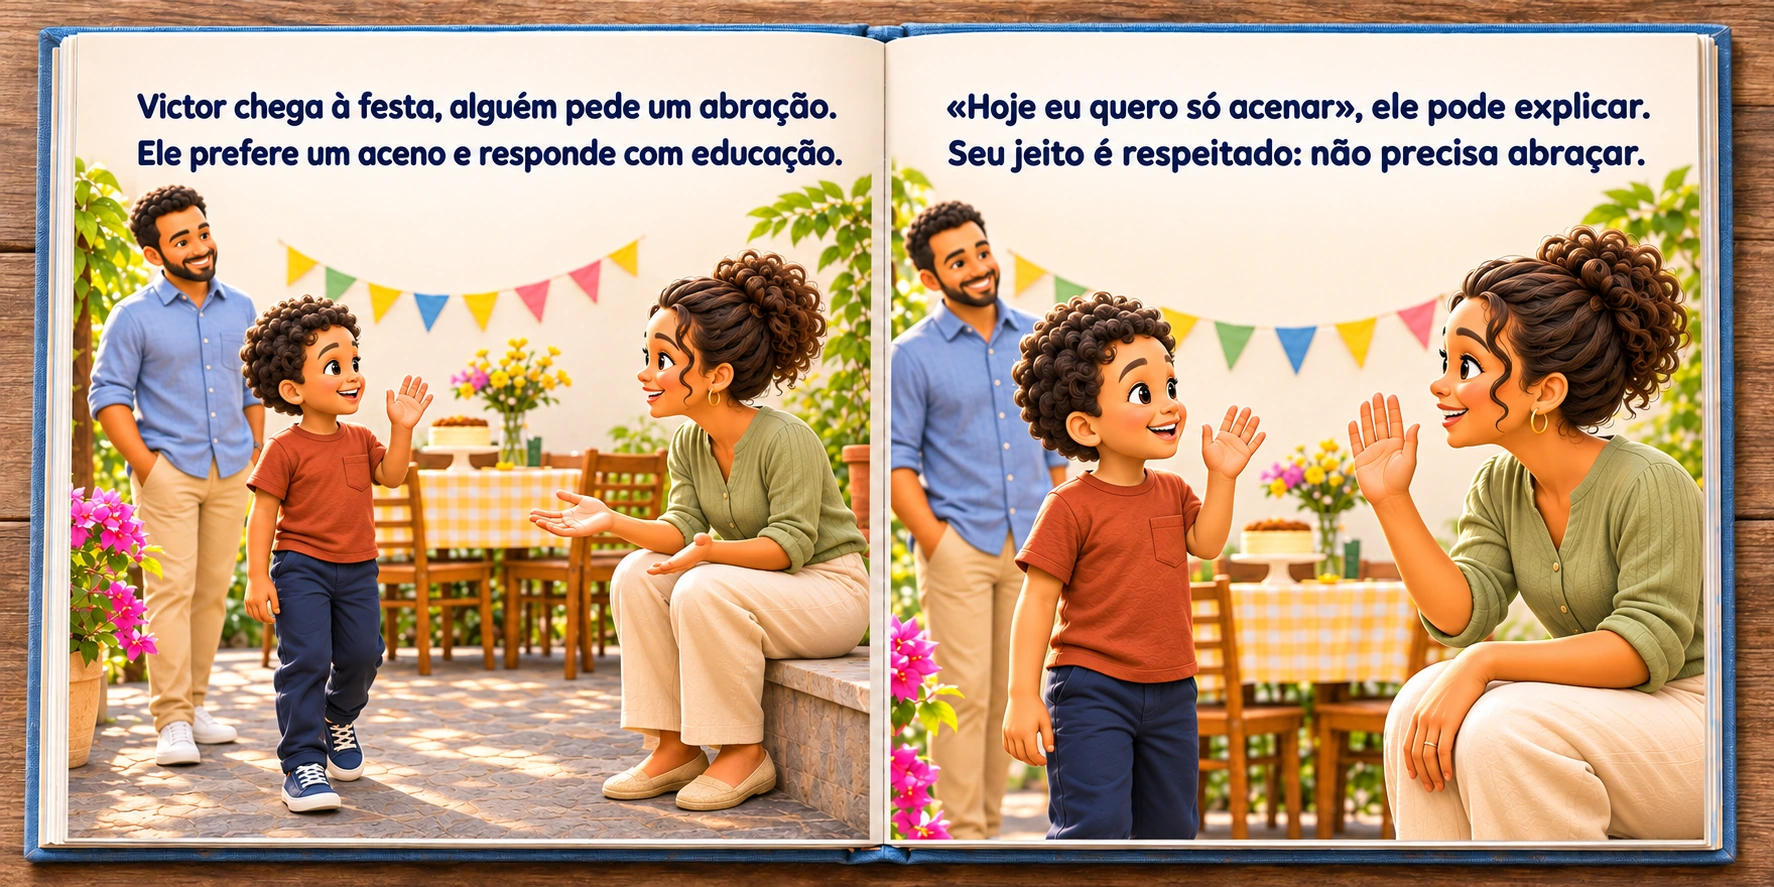 Victor chega à festa, alguém pede um abração.
Ele prefere um aceno e responde com educação.
«Hoje eu quero só acenar», ele pode explicar.
Seu jeito é respeitado: não precisa abraçar.